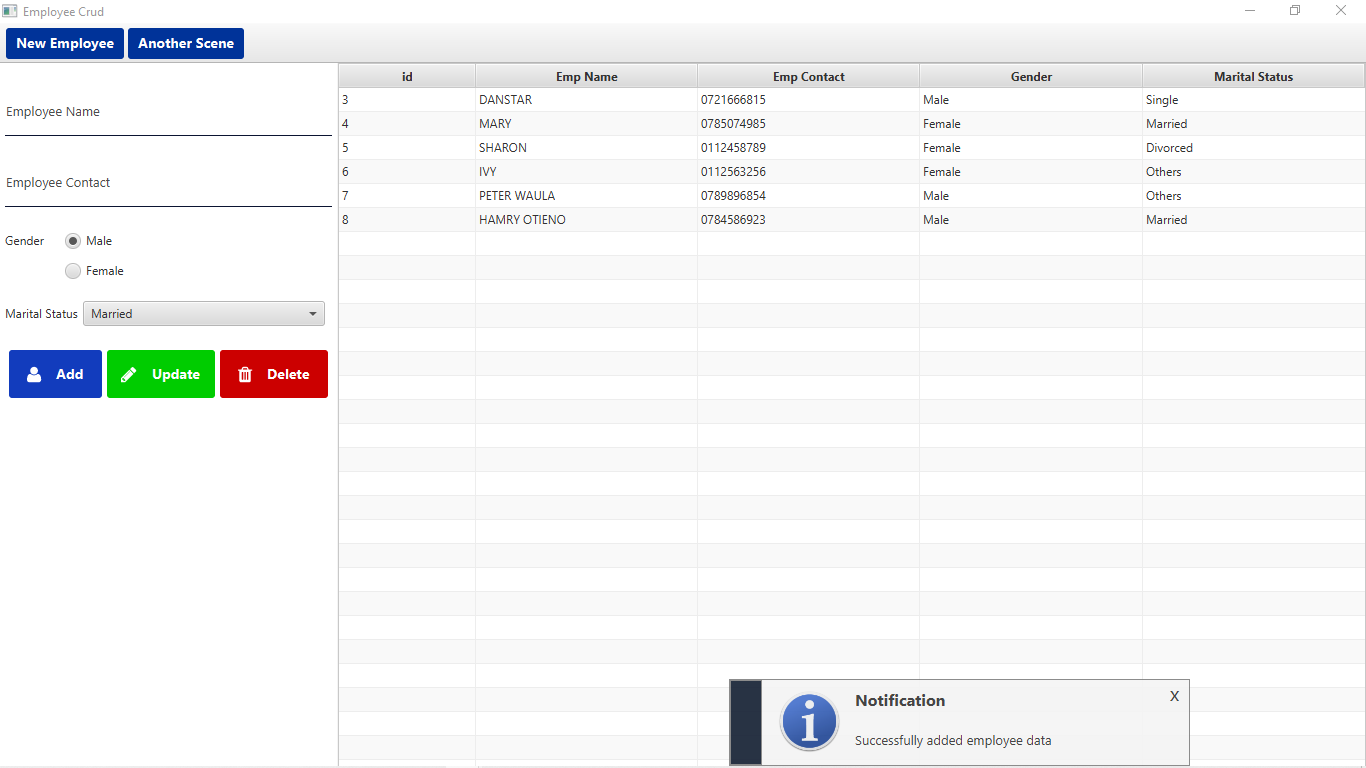 Employee Crud
New Employee Another Scene
id Emp Name Emp Contact Gender Marital Status
3 DANSTAR 0721666815 Male Single
4 MARY 0785074985 Female Married
5 SHARON 0112458789 Female Divorced
6 IVY 0112563256 Female Others
7 PETER WAULA 0789896854 Male Others
8 HAMRY OTIENO 0784586923 Male Married
Employee Name
Employee Contact
Gender Male
Female
Marital Status Married
Add Update Delete
Notification X
Successfully added employee data